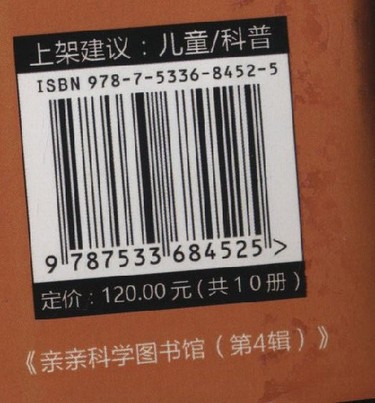 上架建议：儿童/科普
ISBN 978-7-5336-8452-5
9 787533 684525 >
定价：120.00元(共10册)
《亲亲科学图书馆（第4辑）》